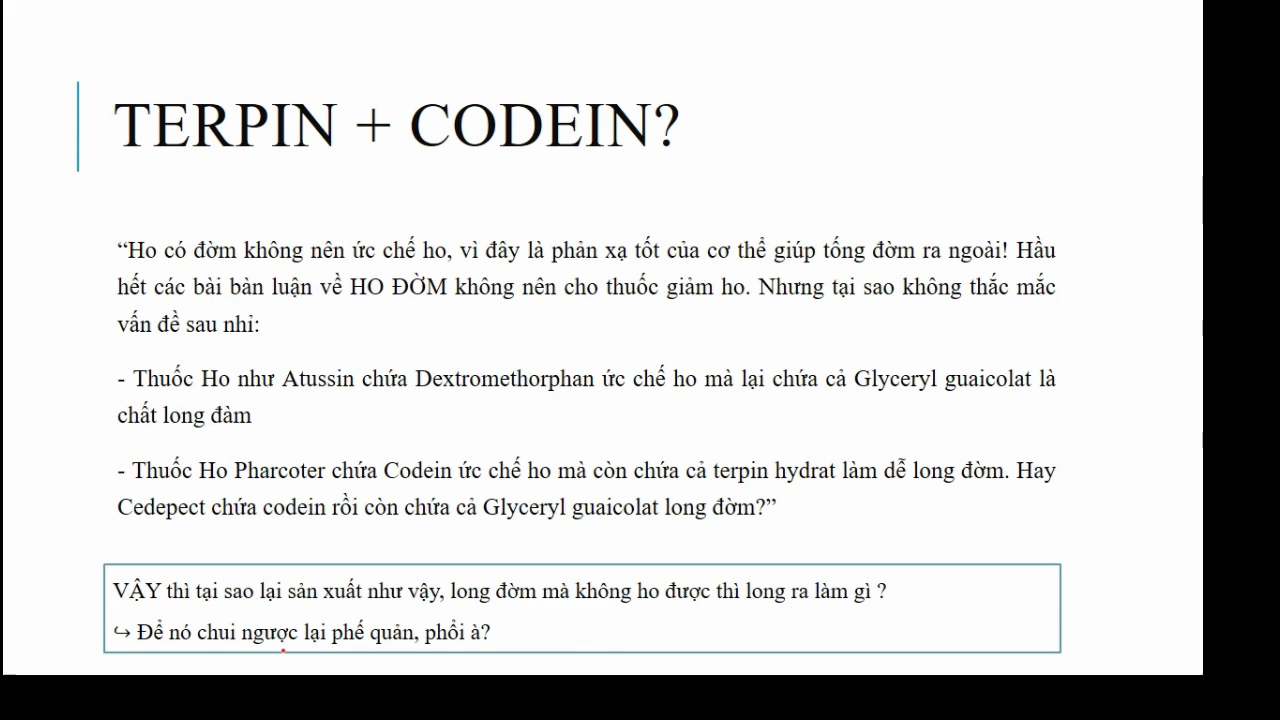 TERPIN + CODEIN?
“Ho có đờm không nên ức chế ho, vì đây là phản xạ tốt của cơ thể giúp tống đờm ra ngoài! Hầu
hết các bài bàn luận về HO ĐỜM không nên cho thuốc giảm ho. Nhưng tại sao không thắc mắc
vấn đề sau nhỉ:
- Thuốc Ho như Atussin chứa Dextromethorphan ức chế ho mà lại chứa cả Glyceryl guaicolat là
chất long đàm
- Thuốc Ho Pharcoter chứa Codein ức chế ho mà còn chứa cả terpin hydrat làm dễ long đờm. Hay
Cedepect chứa codein rồi còn chứa cả Glyceryl guaicolat long đờm?”
VẬY thì tại sao lại sản xuất như vậy, long đờm mà không ho được thì long ra làm gì ?
↪ Để nó chui ngược lại phế quản, phổi à?